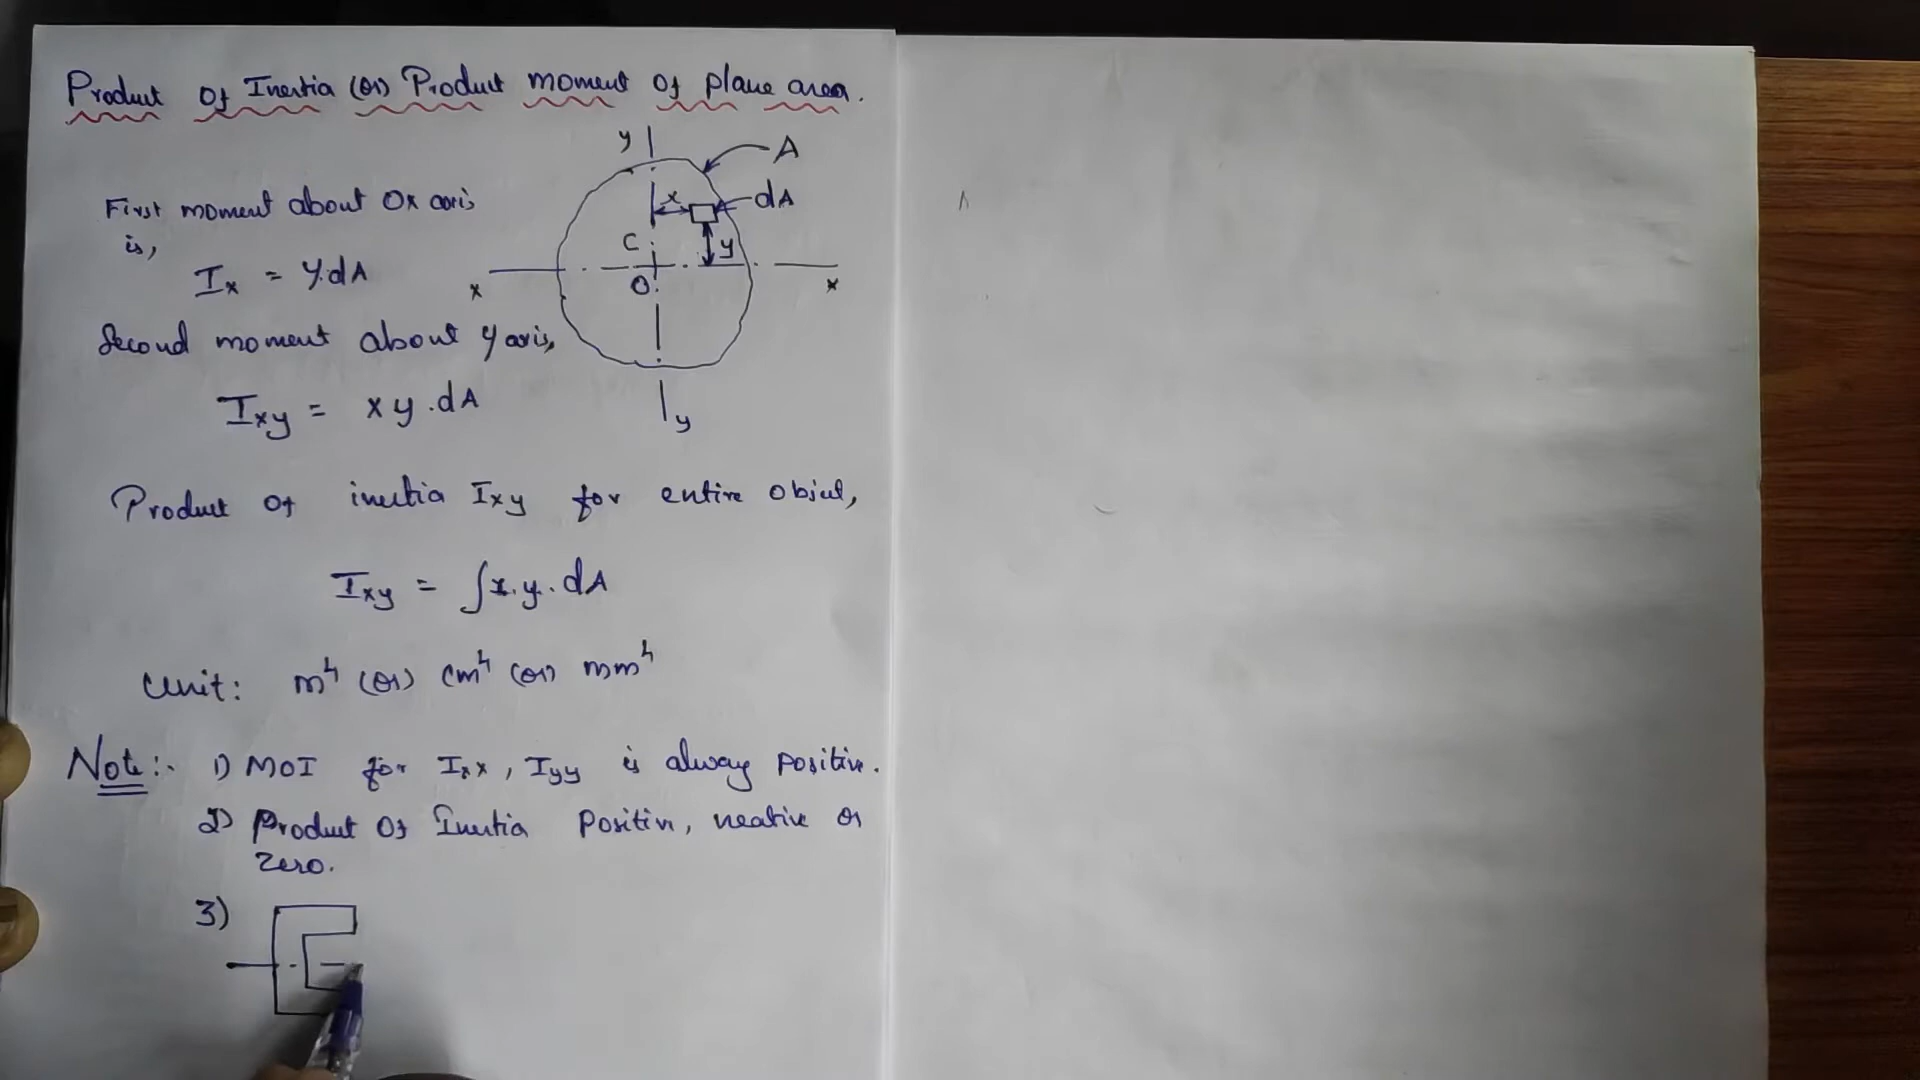 Product Of Inertia (or) Product moment of plane area.
y
A
First moment about Ox axis
x
dA
is,
C
y
Ix = y.dA
x
O
x
Second moment about y axis,
Ixy = xy.dA
y
Product of inertia Ixy for entire object,
Ixy = ∫x.y.dA
Unit: m⁴ (or) cm⁴ (or) mm⁴
Note:- 1) MOI for Ixx, Iyy is alway positive.
2) Product Of Inertia Positive, neative or
zero.
3)